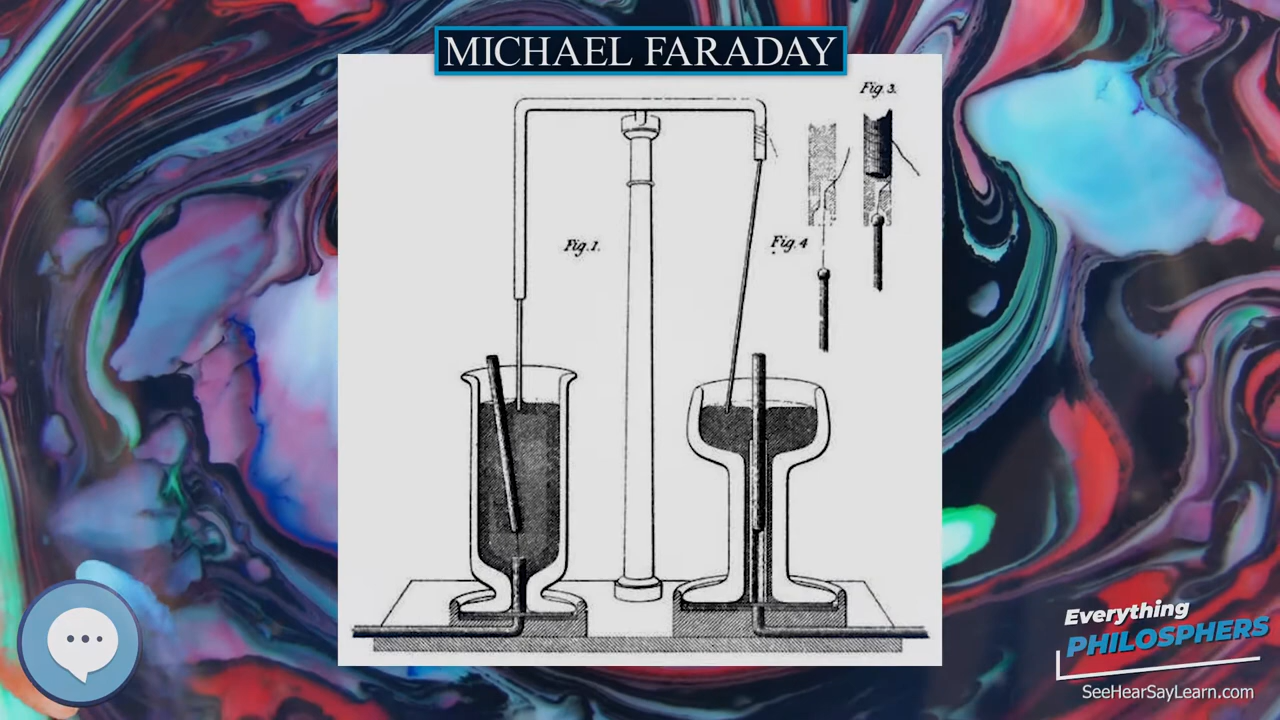 MICHAEL FARADAY
Fig. 3.
Fig. 1.
Fig. 4
Everything
PHILOSPHERS
SeeHearSayLearn.com